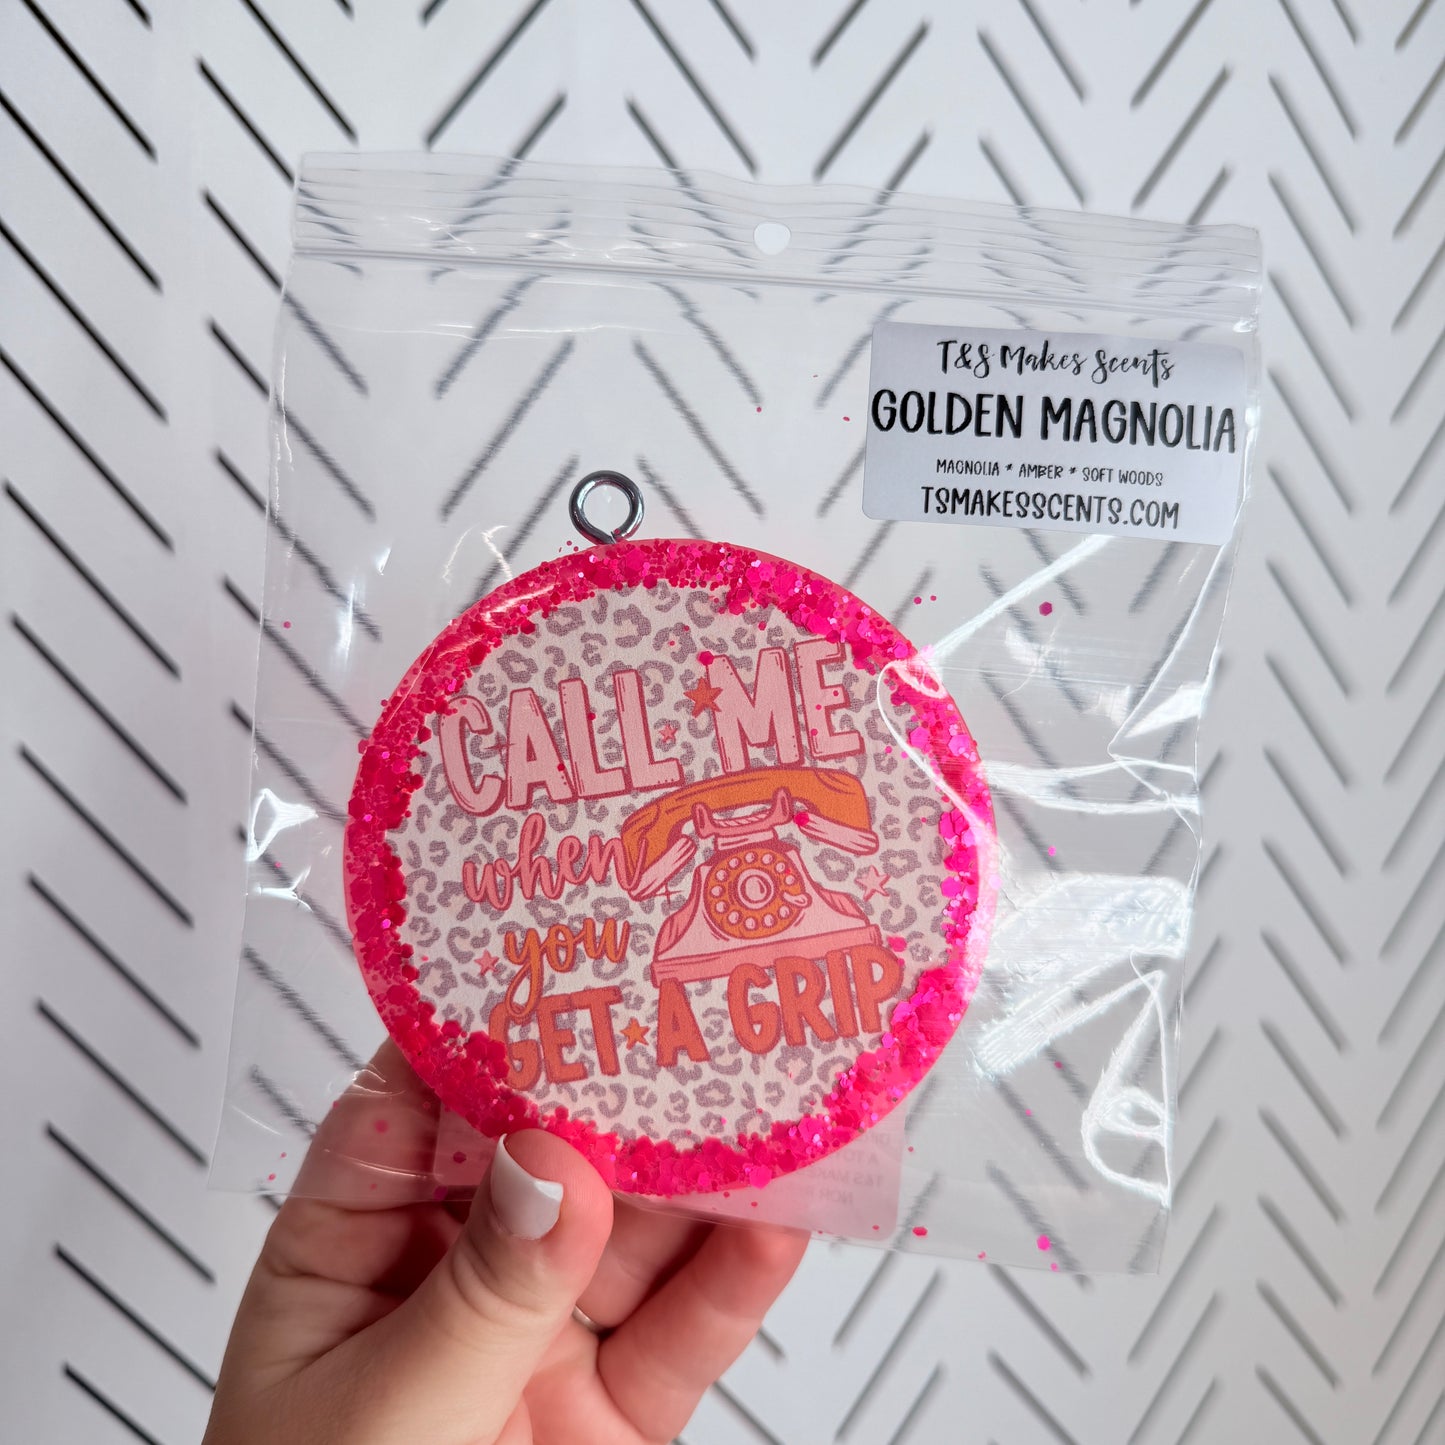 T&S Makes Scents
GOLDEN MAGNOLIA
MAGNOLIA * AMBER * SOFT WOODS
TSMAKESSCENTS.COM
CALL ME
when
you
GET A GRIP